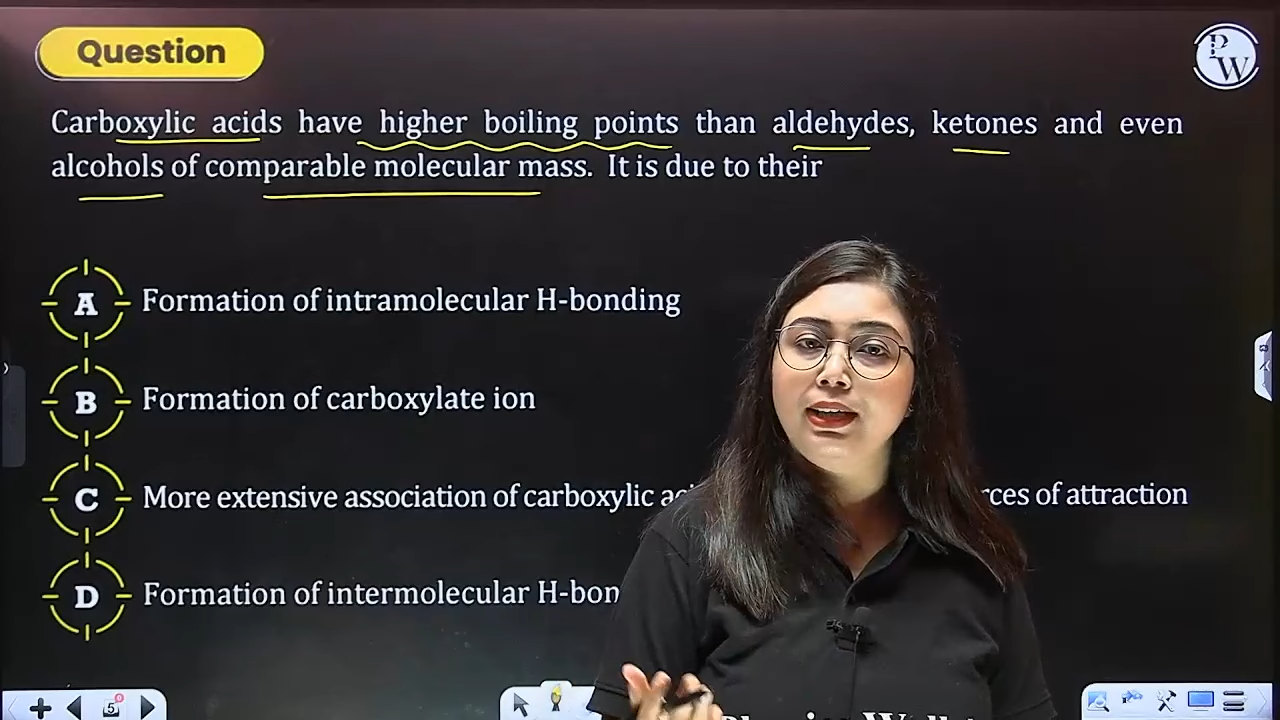 Question
PW
Carboxylic acids have higher boiling points than aldehydes, ketones and even
alcohols of comparable molecular mass. It is due to their
A Formation of intramolecular H-bonding
B Formation of carboxylate ion
C More extensive association of carboxylic of attraction
D Formation of intermolecular
5